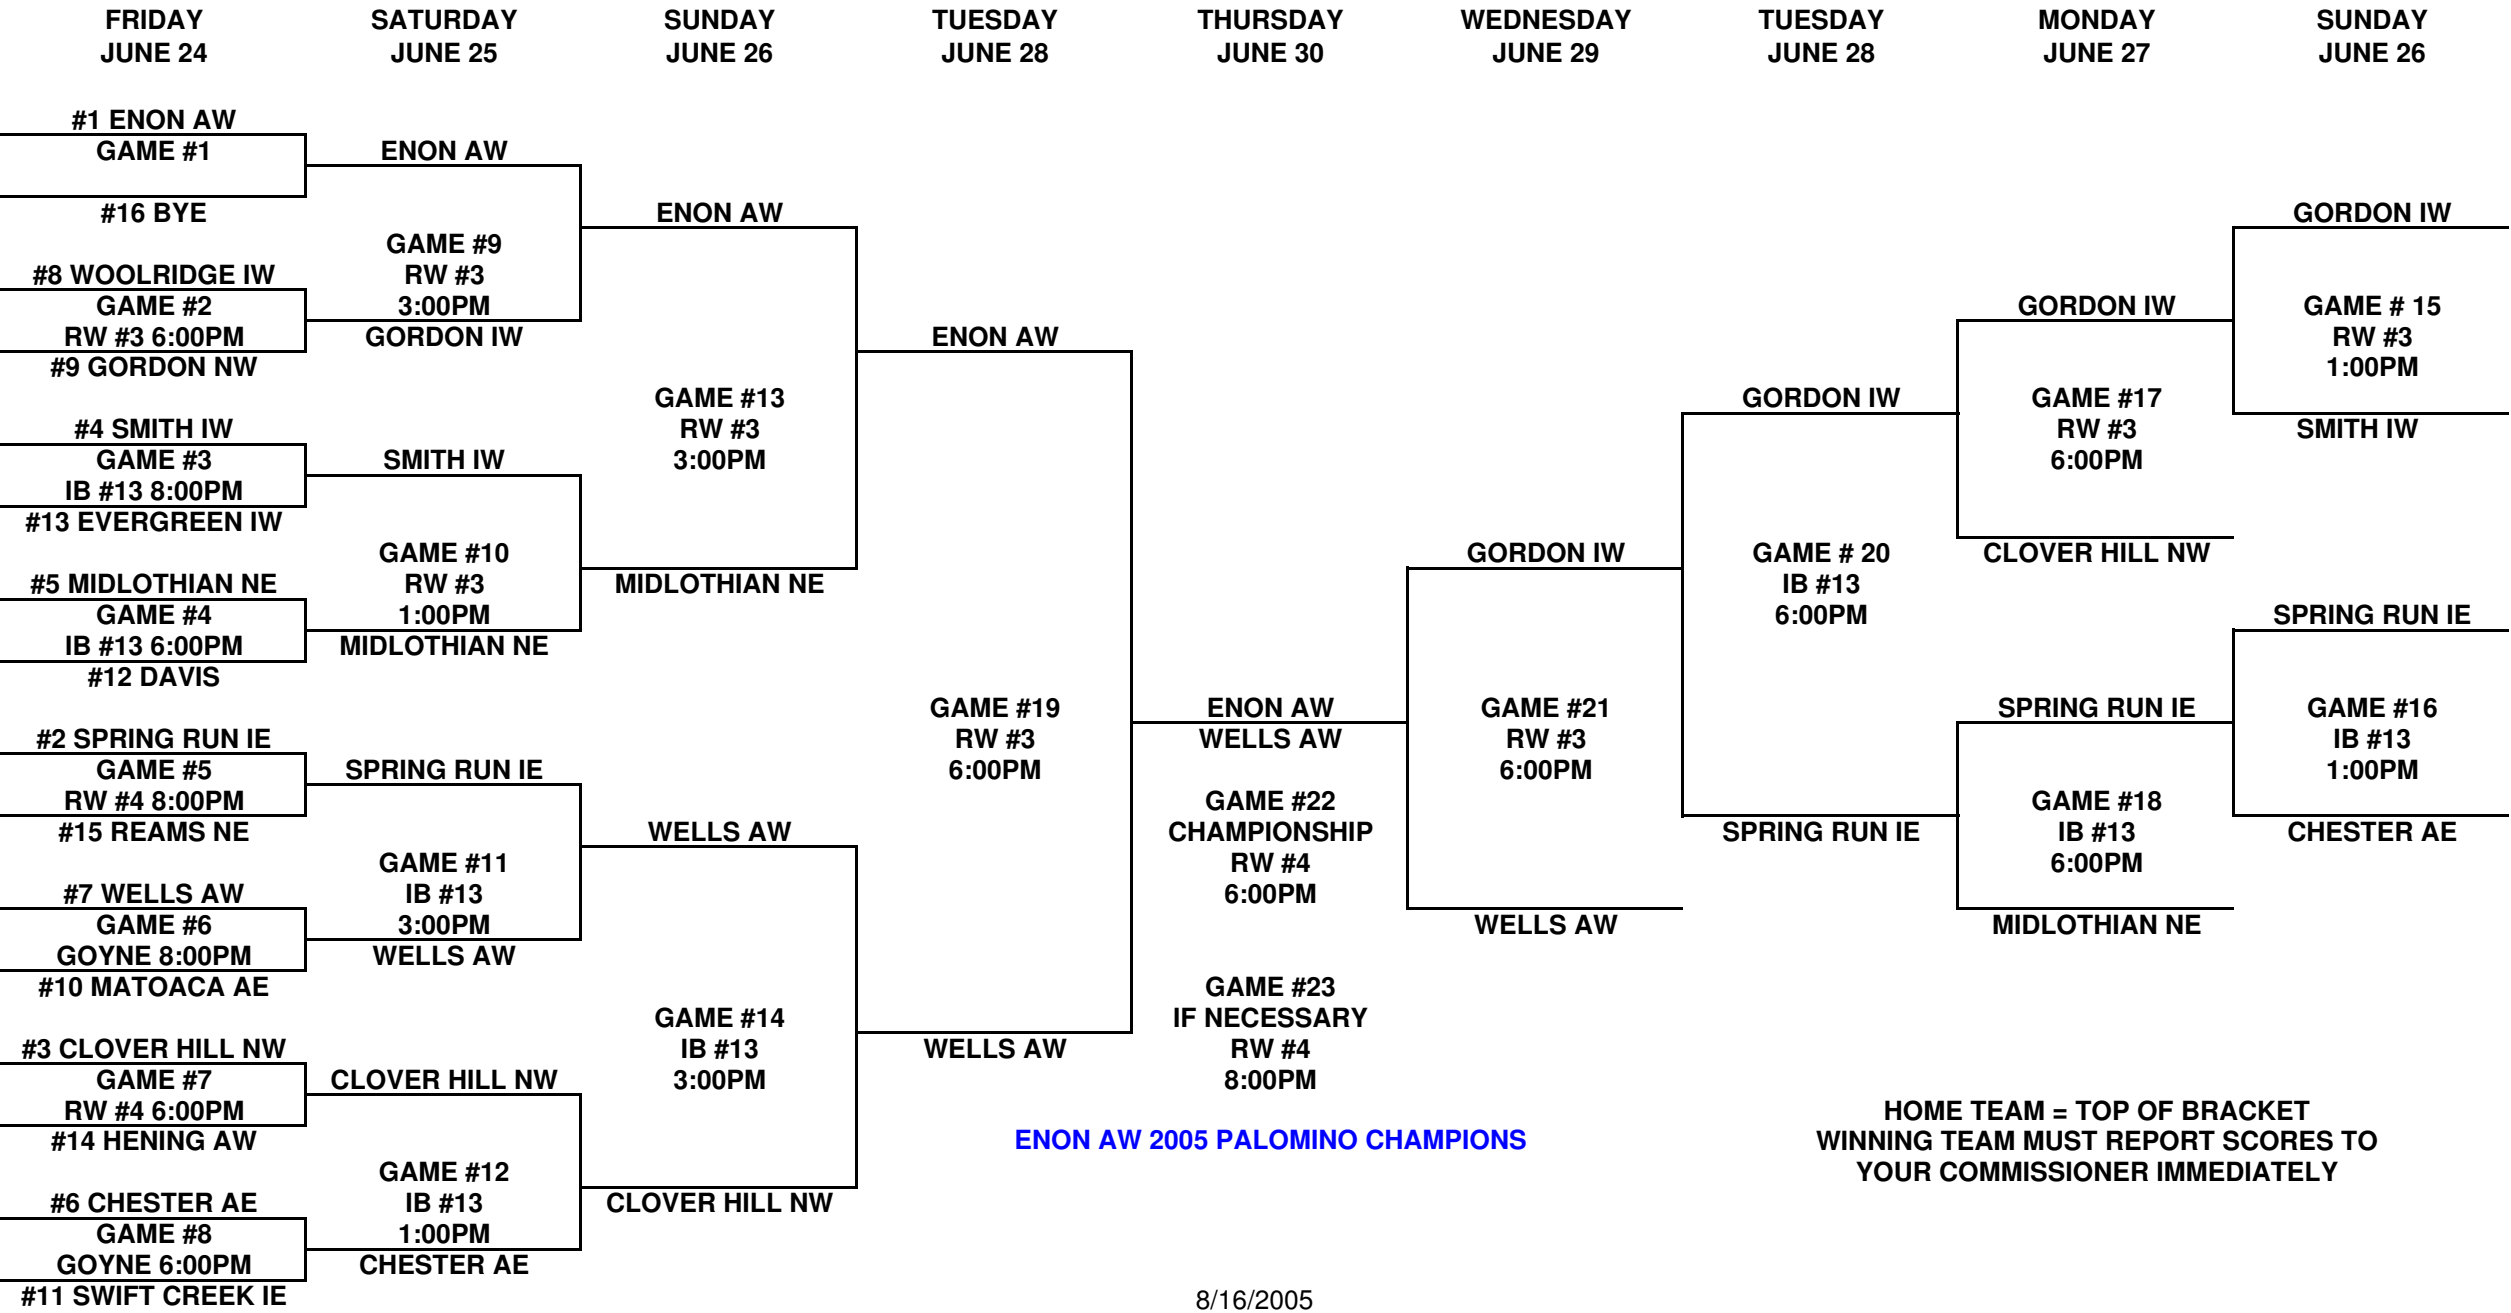 FRIDAY
JUNE 24
SATURDAY
JUNE 25
SUNDAY
JUNE 26
TUESDAY
JUNE 28
THURSDAY
JUNE 30
WEDNESDAY
JUNE 29
TUESDAY
JUNE 28
MONDAY
JUNE 27
SUNDAY
JUNE 26
#1 ENON AW
GAME #1
#16 BYE
#8 WOOLRIDGE IW
GAME #2
RW #3 6:00PM
#9 GORDON NW
#4 SMITH IW
GAME #3
IB #13 8:00PM
#13 EVERGREEN IW
#5 MIDLOTHIAN NE
GAME #4
IB #13 6:00PM
#12 DAVIS
#2 SPRING RUN IE
GAME #5
RW #4 8:00PM
#15 REAMS NE
#7 WELLS AW
GAME #6
GOYNE 8:00PM
#10 MATOACA AE
#3 CLOVER HILL NW
GAME #7
RW #4 6:00PM
#14 HENING AW
#6 CHESTER AE
GAME #8
GOYNE 6:00PM
#11 SWIFT CREEK IE
ENON AW
GAME #9
RW #3
3:00PM
GORDON IW
SMITH IW
GAME #10
RW #3
1:00PM
MIDLOTHIAN NE
SPRING RUN IE
GAME #11
IB #13
3:00PM
WELLS AW
CLOVER HILL NW
GAME #12
IB #13
1:00PM
CHESTER AE
ENON AW
GAME #13
RW #3
3:00PM
MIDLOTHIAN NE
WELLS AW
GAME #14
IB #13
3:00PM
CLOVER HILL NW
ENON AW
GAME #19
RW #3
6:00PM
WELLS AW
ENON AW
WELLS AW
GAME #22
CHAMPIONSHIP
RW #4
6:00PM
GAME #23
IF NECESSARY
RW #4
8:00PM
ENON AW 2005 PALOMINO CHAMPIONS
GORDON IW
GAME #21
RW #3
6:00PM
WELLS AW
GORDON IW
GAME # 20
IB #13
6:00PM
SPRING RUN IE
GORDON IW
GAME #17
RW #3
6:00PM
CLOVER HILL NW
SPRING RUN IE
GAME #18
IB #13
6:00PM
MIDLOTHIAN NE
GORDON IW
GAME # 15
RW #3
1:00PM
SMITH IW
SPRING RUN IE
GAME #16
IB #13
1:00PM
CHESTER AE
HOME TEAM = TOP OF BRACKET
WINNING TEAM MUST REPORT SCORES TO
YOUR COMMISSIONER IMMEDIATELY
8/16/2005